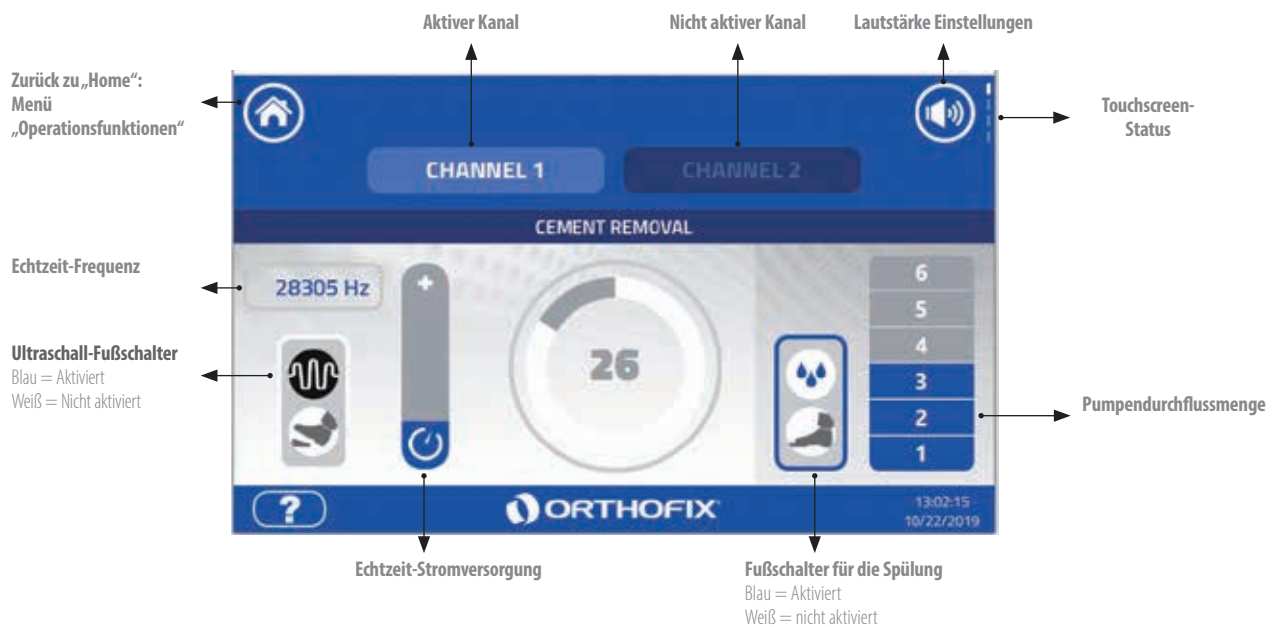 Aktiver Kanal
Nicht aktiver Kanal
Lautstärke Einstellungen
Zurück zu „Home“:
Menü
„Operationsfunktionen“
Touchscreen-
Status
CHANNEL 1
CHANNEL 2
CEMENT REMOVAL
Echtzeit-Frequenz
28305 Hz
+
Ultraschall-Fußschalter
Blau = Aktiviert
Weiß = Nicht aktiviert
26
6
5
4
3
2
1
Pumpendurchflussmenge
?
ORTHOFIX
13:02:15
10/22/2019
Echtzeit-Stromversorgung
Fußschalter für die Spülung
Blau = Aktiviert
Weiß = nicht aktiviert